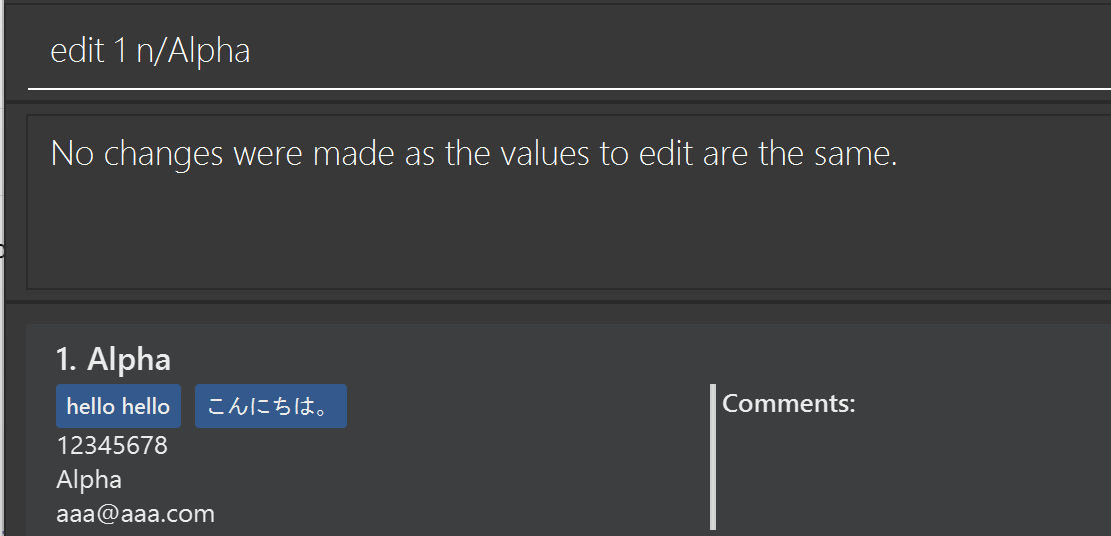 edit 1 n/Alpha
No changes were made as the values to edit are the same.
1. Alpha
hello hello こんにちは。
12345678
Alpha
aaa@aaa.com
Comments: